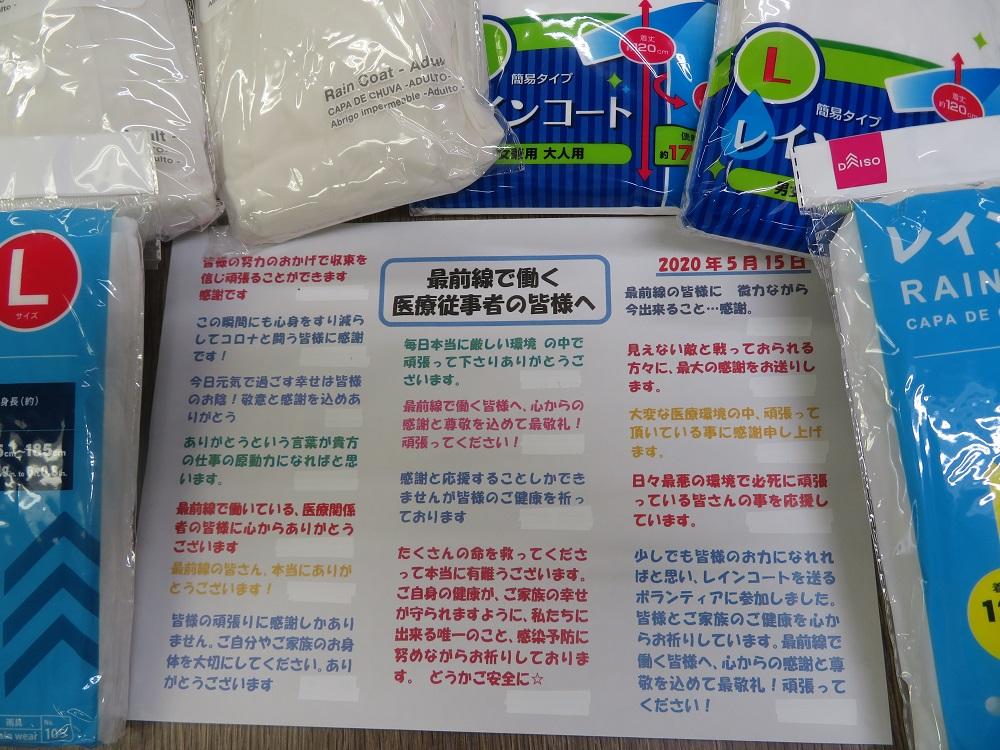 Rain Coat - Adu
CAPA DE CHUVA -ADULTO-
Abrigo impermeable -Adulto -
着丈
簡易タイプ
インコート
大人用
L
簡易タイプ
レイン
着丈
約120cm
DAISO
L
サイズ
身長(約)
レイン
RAIN
CAPA DE
2020年5月15日
最前線で働く
医療従事者の皆様へ
皆様の努力のおかげで収束を
信じ頑張ることができます
感謝です
この瞬間にも心身をすり減ら
してコロナと闘う皆様に感謝
です!
今日元気で過ごす幸せは皆様
のお陰!敬意と感謝を込めあ
りがとう
ありがとうという言葉が貴方
の仕事の原動力になればと思
います。
最前線で働いている、医療関係
者の皆様に心からありがとう
ございます
最前線の皆さん、本当にありが
とうございます!
皆様の頑張りに感謝しかあり
ません。ご自分やご家族のお身
体を大切にしてください。あり
がとうございます
毎日本当に厳しい環境 の中で
頑張って下さりありがとうご
ざいます。
最前線で働く皆様へ、心からの
感謝と尊敬を込めて最敬礼!
頑張ってください!
感謝と応援することしかでき
ませんが皆様のご健康を祈っ
ております
たくさんの命を救ってくださ
って本当に有難うございます。
ご自身の健康が、ご家族の幸せ
が守られますように、私たちに
出来る唯一のこと、感染予防に
努めながらお祈りしておりま
す。 どうかご安全に☆
最前線の皆様に 微力ながら
今出来ること…感謝。
見えない敵と戦っておられる
方々に、最大の感謝をお送りし
ます。
大変な医療環境の中、頑張って
頂いている事に感謝申し上げ
ます。
日々最悪の環境で必死に頑張
っている皆さんの事を応援し
ています。
少しでも皆様のお力になれれ
ばと思い、レインコートを送る
ボランティアに参加しました。
皆様とご家族のご健康を心か
らお祈りしています。最前線で
働く皆様へ、心からの感謝と尊
敬を込めて最敬礼!頑張って
ください!